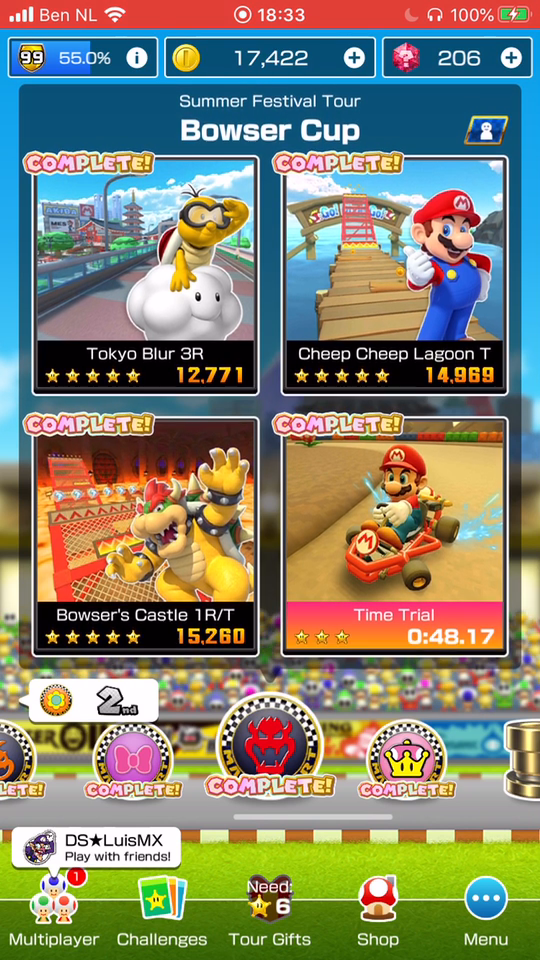 Ben NL
18:33
100%
99
55.0%
i
17,422
+
206
+
Summer Festival Tour
Bowser Cup
COMPLETE!
COMPLETE!
Tokyo Blur 3R
12,771
Cheep Cheep Lagoon T
14,969
COMPLETE!
COMPLETE!
Bowser's Castle 1R/T
15,260
Time Trial
0:48.17
2nd
COMPLETE!
COMPLETE!
COMPLETE!
DS★LuisMX
Play with friends!
1
Need:
6
Multiplayer
Challenges
Tour Gifts
Shop
Menu